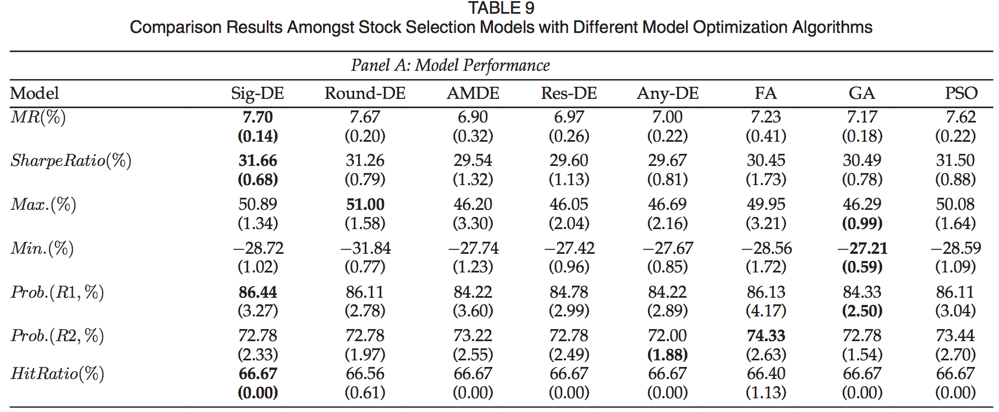 TABLE 9
Comparison Results Amongst Stock Selection Models with Different Model Optimization Algorithms
Panel A: Model Performance
Model Sig-DE Round-DE AMDE Res-DE Any-DE FA GA PSO
MR(%) 7.70 7.67 6.90 6.97 7.00 7.23 7.17 7.62
(0.14) (0.20) (0.32) (0.26) (0.22) (0.41) (0.18) (0.22)
SharpeRatio(%) 31.66 31.26 29.54 29.60 29.67 30.45 30.49 31.50
(0.68) (0.79) (1.32) (1.13) (0.81) (1.73) (0.78) (0.88)
Max.(%) 50.89 51.00 46.20 46.05 46.69 49.95 46.29 50.08
(1.34) (1.58) (3.30) (2.04) (2.16) (3.21) (0.99) (1.64)
Min.(%) −28.72 −31.84 −27.74 −27.42 −27.67 −28.56 −27.21 −28.59
(1.02) (0.77) (1.23) (0.96) (0.85) (1.72) (0.59) (1.09)
Prob.(R1, %) 86.44 86.11 84.22 84.78 84.22 86.13 84.33 86.11
(3.27) (2.78) (3.60) (2.99) (2.89) (4.17) (2.50) (3.04)
Prob.(R2, %) 72.78 72.78 73.22 72.78 72.00 74.33 72.78 73.44
(2.33) (1.97) (2.55) (2.49) (1.88) (2.63) (1.54) (2.70)
HitRatio(%) 66.67 66.56 66.67 66.67 66.67 66.40 66.67 66.67
(0.00) (0.61) (0.00) (0.00) (0.00) (1.13) (0.00) (0.00)